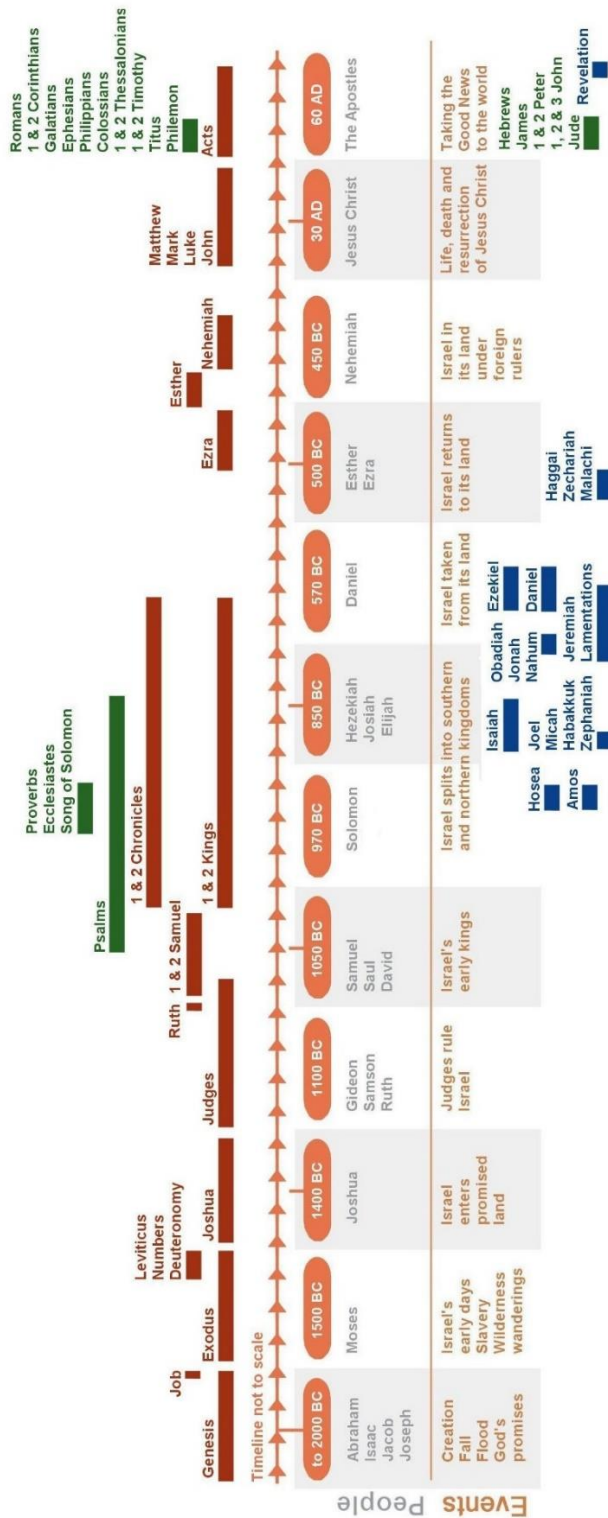 Proverbs
Ecclesiastes
Song of Solomon
Psalms
1 & 2 Chronicles
Leviticus
Numbers
Deuteronomy
Job
Ruth
1 & 2 Samuel
Esther
Genesis
Exodus
Joshua
Judges
1 & 2 Kings
Ezra
Nehemiah
Matthew
Mark
Luke
John
Romans
1 & 2 Corinthians
Galatians
Ephesians
Philippians
Colossians
1 & 2 Thessalonians
1 & 2 Timothy
Titus
Philemon
Acts
Timeline not to scale
to 2000 BC
1500 BC
1400 BC
1100 BC
1050 BC
970 BC
850 BC
570 BC
500 BC
450 BC
30 AD
60 AD
People
Abraham
Isaac
Jacob
Joseph
Moses
Joshua
Gideon
Samson
Ruth
Samuel
Saul
David
Solomon
Hezekiah
Josiah
Elijah
Daniel
Esther
Ezra
Nehemiah
Jesus Christ
The Apostles
Events
Creation
Fall
Flood
God's
promises
Israel's
early days
Slavery
Wilderness
wanderings
Israel
enters
promised
land
Judges rule
Israel
Israel's
early kings
Israel splits into southern
and northern kingdoms
Israel taken
from its land
Israel returns
to its land
Israel in
its land
under
foreign
rulers
Life, death and
resurrection
of Jesus Christ
Taking the
Good News
to the world
Hosea
Amos
Isaiah
Joel
Micah
Habakkuk
Zephaniah
Obadiah
Jonah
Nahum
Jeremiah
Lamentations
Ezekiel
Daniel
Haggai
Zechariah
Malachi
Hebrews
James
1 & 2 Peter
1, 2 & 3 John
Jude
Revelation